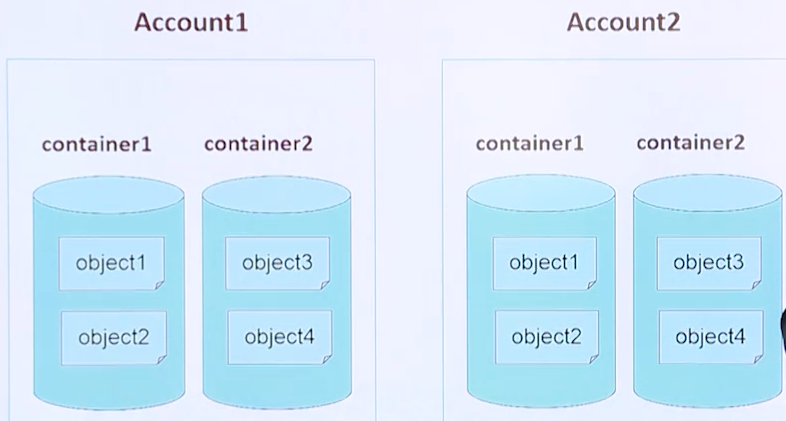 Account1
Account2
container1
container2
container1
container2
object1
object3
object1
object3
object2
object4
object2
object4